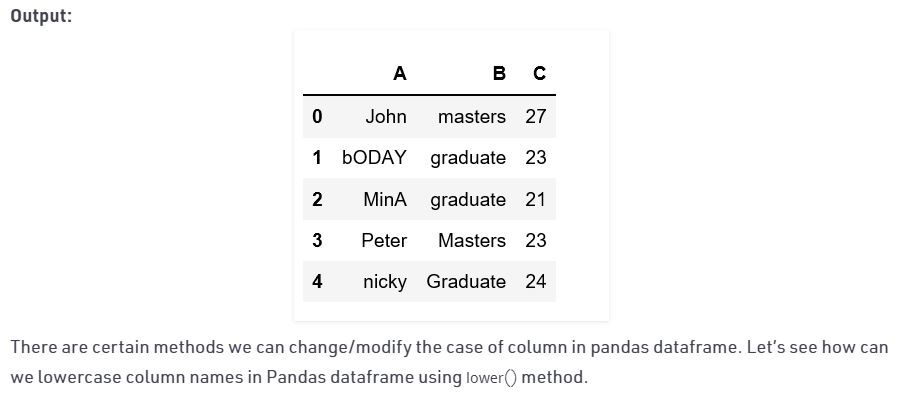 Output:
A B C
0 John masters 27
1 bODAY graduate 23
2 MinA graduate 21
3 Peter Masters 23
4 nicky Graduate 24
There are certain methods we can change/modify the case of column in pandas dataframe. Let's see how can
we lowercase column names in Pandas dataframe using lower() method.